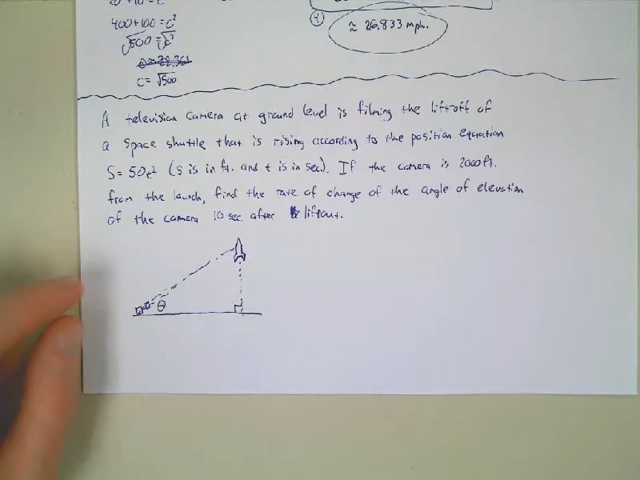 400+100=c²
√500=√c²
c=√500
4)
≈ 26.833 mph.
A television camera at ground level is filming the liftoff of
a space shuttle that is rising according to the position equation
S=50t² (s is in ft. and t is in sec). If the camera is 2000ft.
from the launch, find the rate of change of the angle of elevation
of the camera 10 sec. after liftout.
θ